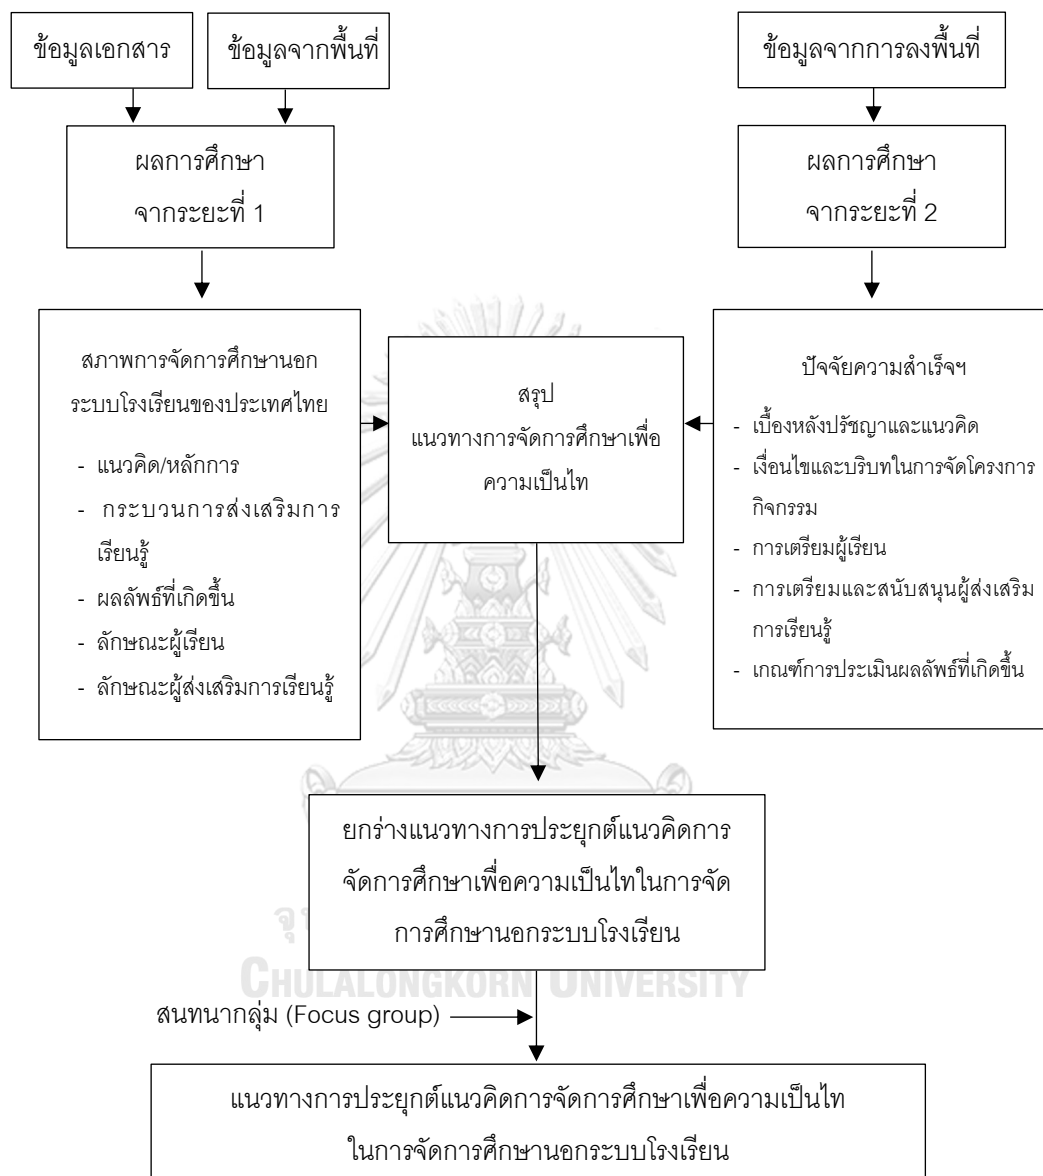 ข้อมูลเอกสาร
ข้อมูลจากพื้นที่
ข้อมูลจากการลงพื้นที่
ผลการศึกษา
จากระยะที่ 1
ผลการศึกษา
จากระยะที่ 2
สภาพการจัดการศึกษานอก
ระบบโรงเรียนของประเทศไทย
- แนวคิด/หลักการ
- กระบวนการส่งเสริมการ
เรียนรู้
- ผลลัพธ์ที่เกิดขึ้น
- ลักษณะผู้เรียน
- ลักษณะผู้ส่งเสริมการเรียนรู้
สรุป
แนวทางการจัดการศึกษาเพื่อ
ความเป็นไท
ปัจจัยความสำเร็จฯ
- เบื้องหลังปรัชญาและแนวคิด
- เงื่อนไขและบริบทในการจัดโครงการ
กิจกรรม
- การเตรียมผู้เรียน
- การเตรียมและสนับสนุนผู้ส่งเสริม
การเรียนรู้
- เกณฑ์การประเมินผลลัพธ์ที่เกิดขึ้น
ยกร่างแนวทางการประยุกต์แนวคิดการ
จัดการศึกษาเพื่อความเป็นไทในการจัด
การศึกษานอกระบบโรงเรียน
CHULALONGKORN UNIVERSITY
สนทนากลุ่ม (Focus group)
แนวทางการประยุกต์แนวคิดการจัดการศึกษาเพื่อความเป็นไท
ในการจัดการศึกษานอกระบบโรงเรียน